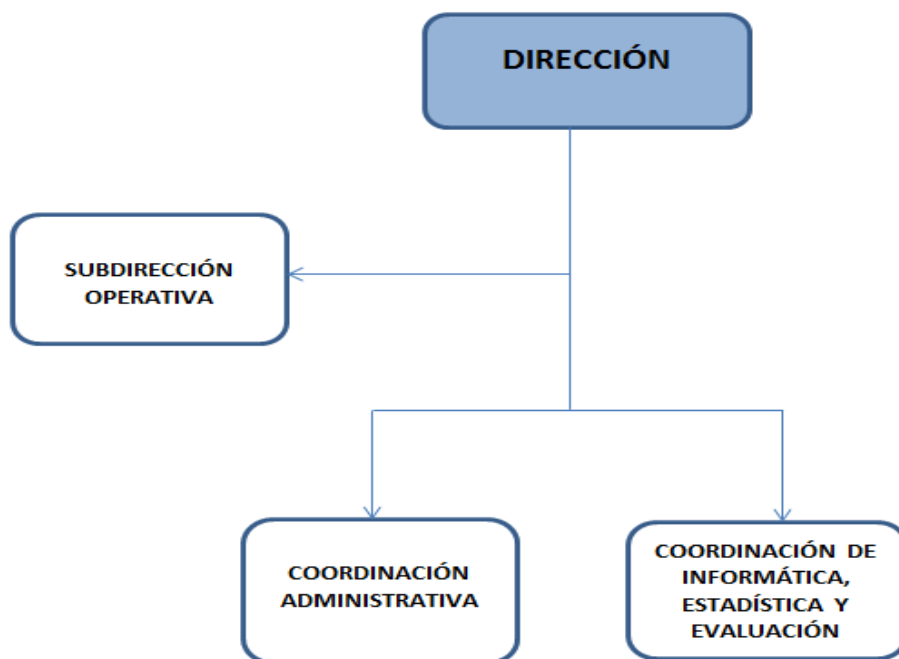 DIRECCIÓN
SUBDIRECCIÓN
OPERATIVA
COORDINACIÓN
ADMINISTRATIVA
COORDINACIÓN DE
INFORMÁTICA,
ESTADÍSTICA Y
EVALUACIÓN